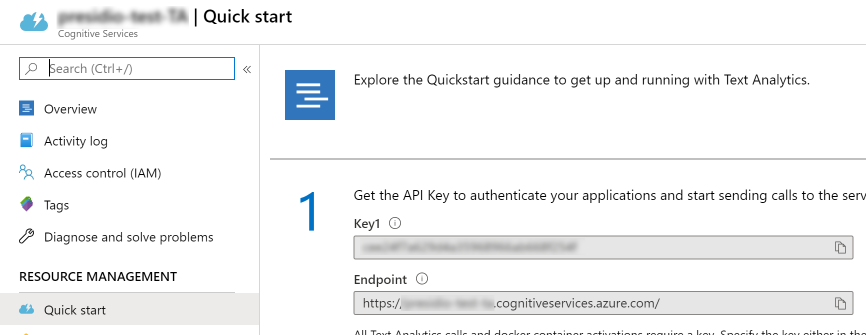 | Quick start
Cognitive Services
Search (Ctrl+/)
«
Overview
Activity log
Access control (IAM)
Tags
Diagnose and solve problems
RESOURCE MANAGEMENT
Quick start
Explore the Quickstart guidance to get up and running with Text Analytics.
1
Get the API Key to authenticate your applications and start sending calls to the serv
Key1
Endpoint
https://.cognitiveservices.azure.com/
All Text Analytics calls and docker container activations require a key. Specify the key either in the